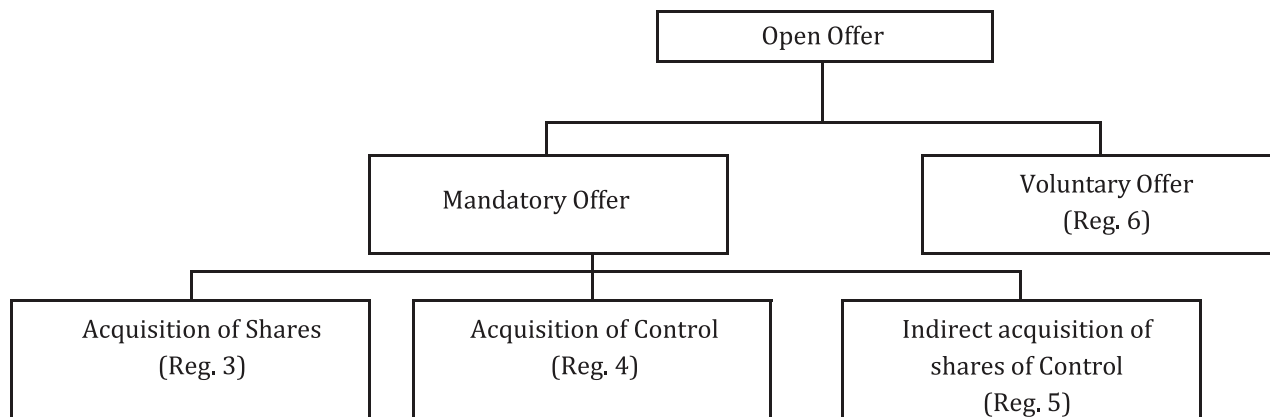 Open Offer
Mandatory Offer
Voluntary Offer
(Reg. 6)
Acquisition of Shares
(Reg. 3)
Acquisition of Control
(Reg. 4)
Indirect acquisition of
shares of Control
(Reg. 5)